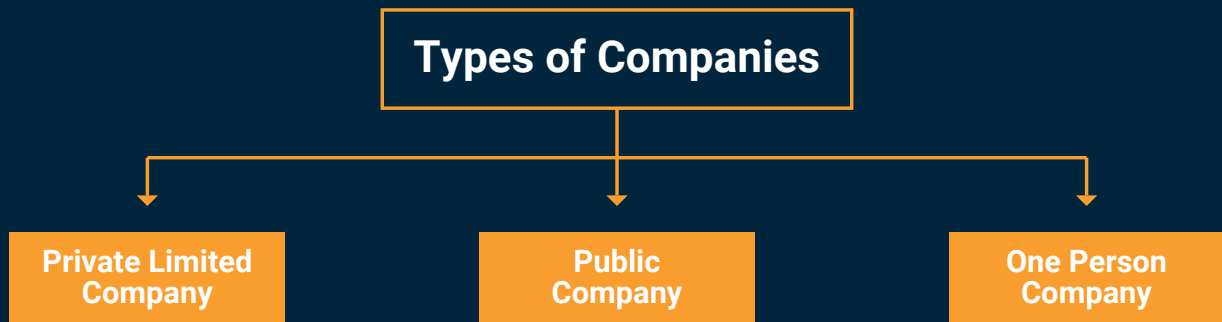 Types of Companies
Private Limited
Company
Public
Company
One Person
Company